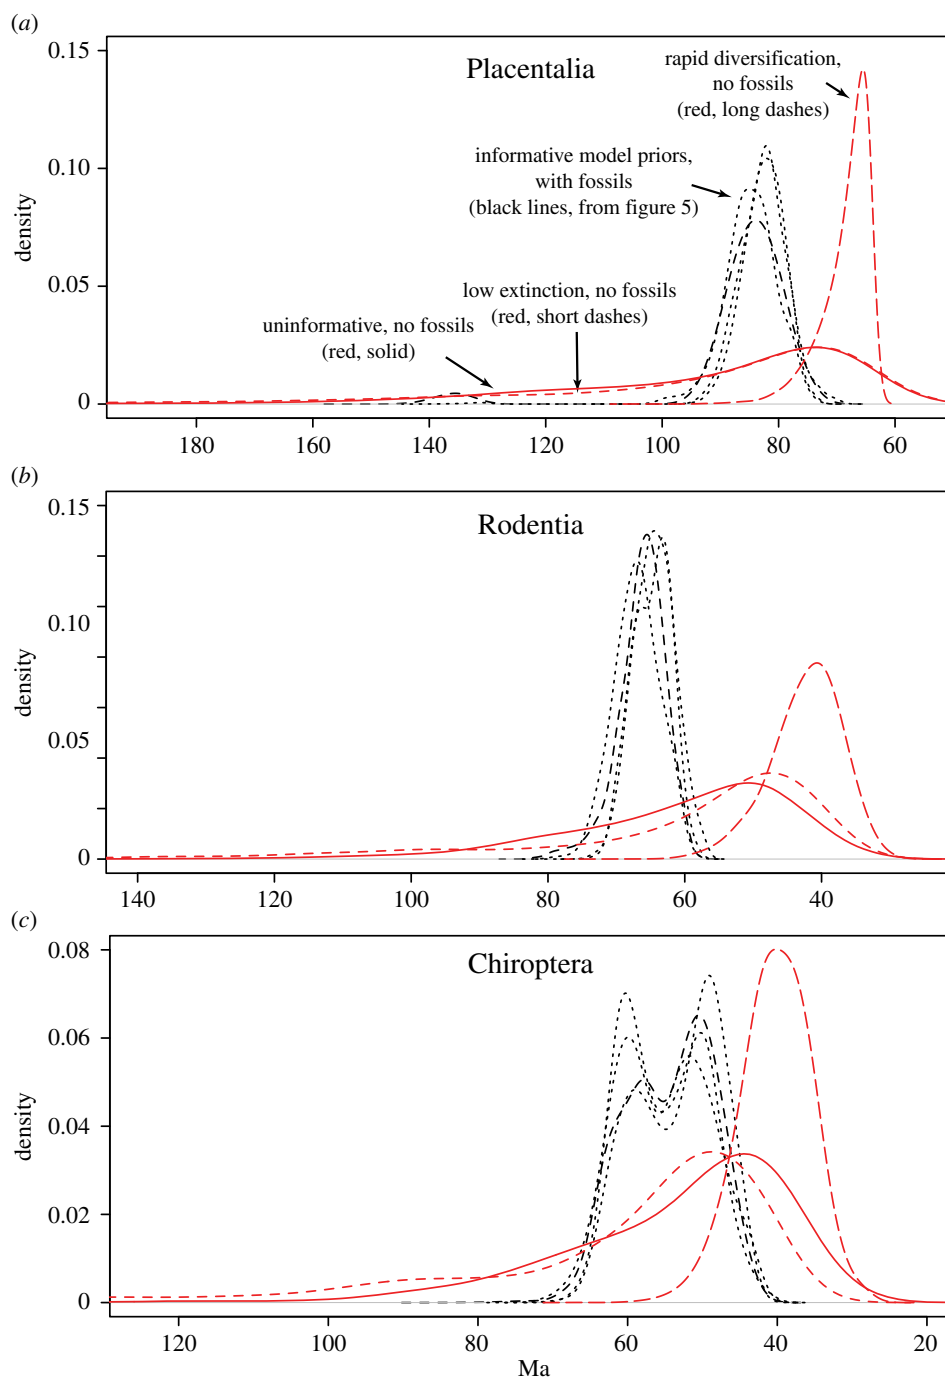 (a)
0.15
0.10
0.05
0
density
Placentalia
rapid diversification,
no fossils
(red, long dashes)
informative model priors,
with fossils
(black lines, from figure 5)
low extinction, no fossils
(red, short dashes)
uninformative, no fossils
(red, solid)
180 160 140 120 100 80 60
(b)
0.15
0.10
0.05
0
density
Rodentia
140 120 100 80 60 40
(c)
0.08
0.06
0.04
0.02
0
density
Chiroptera
120 100 80 60 40 20
Ma